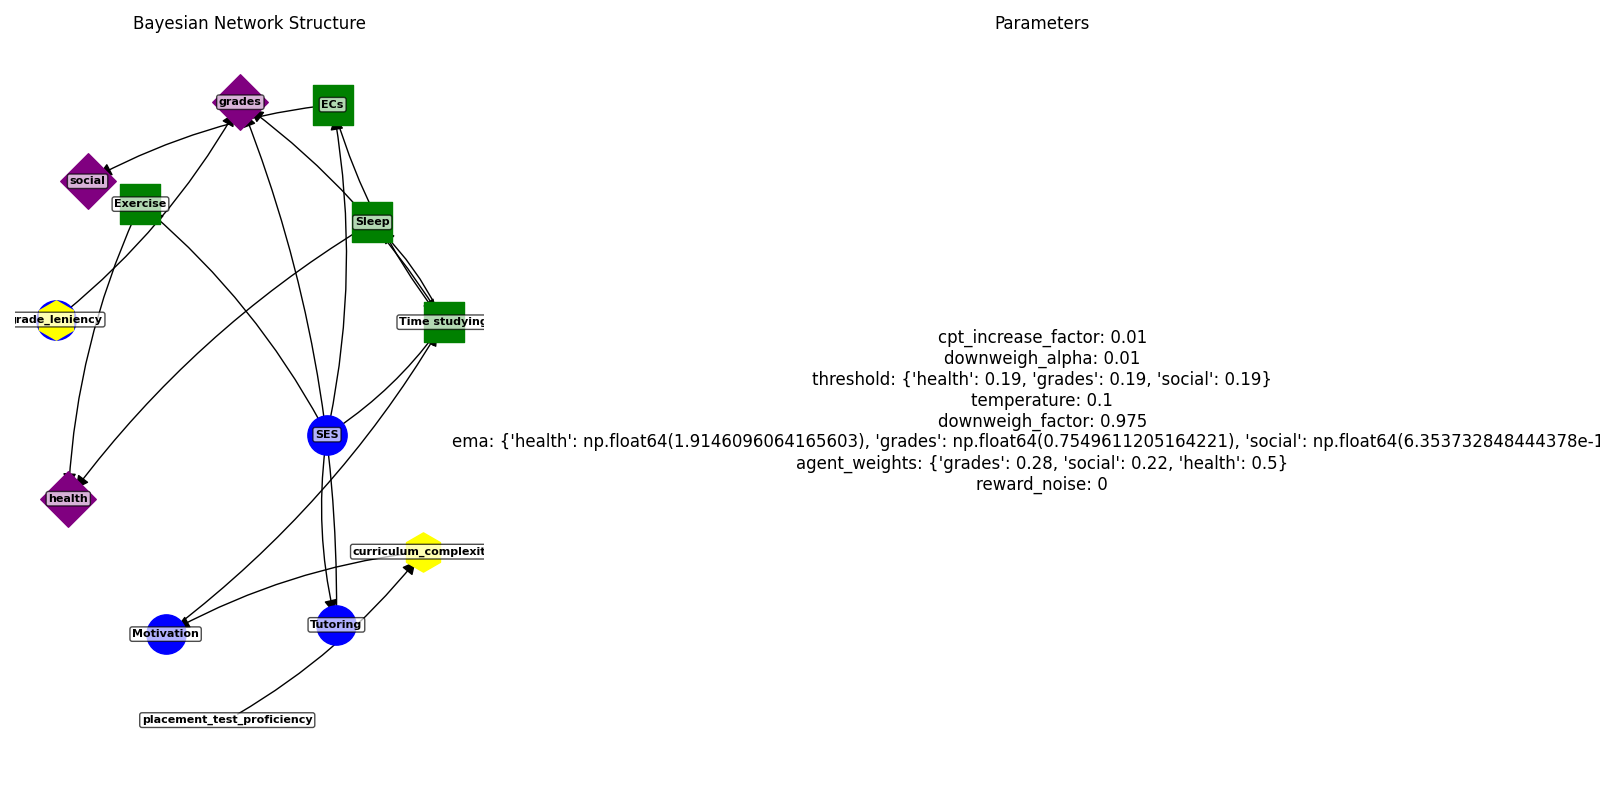 Bayesian Network Structure
Parameters
grades
ECs
social
Exercise
Sleep
rade_leniency
Time studying
SES
health
curriculum_complexit
Motivation
Tutoring
placement_test_proficiency
cpt_increase_factor: 0.01
downweigh_alpha: 0.01
threshold: {'health': 0.19, 'grades': 0.19, 'social': 0.19}
temperature: 0.1
downweigh_factor: 0.975
ema: {'health': np.float64(1.9146096064165603), 'grades': np.float64(0.7549611205164221), 'social': np.float64(6.353732848444378e-1
agent_weights: {'grades': 0.28, 'social': 0.22, 'health': 0.5}
reward_noise: 0